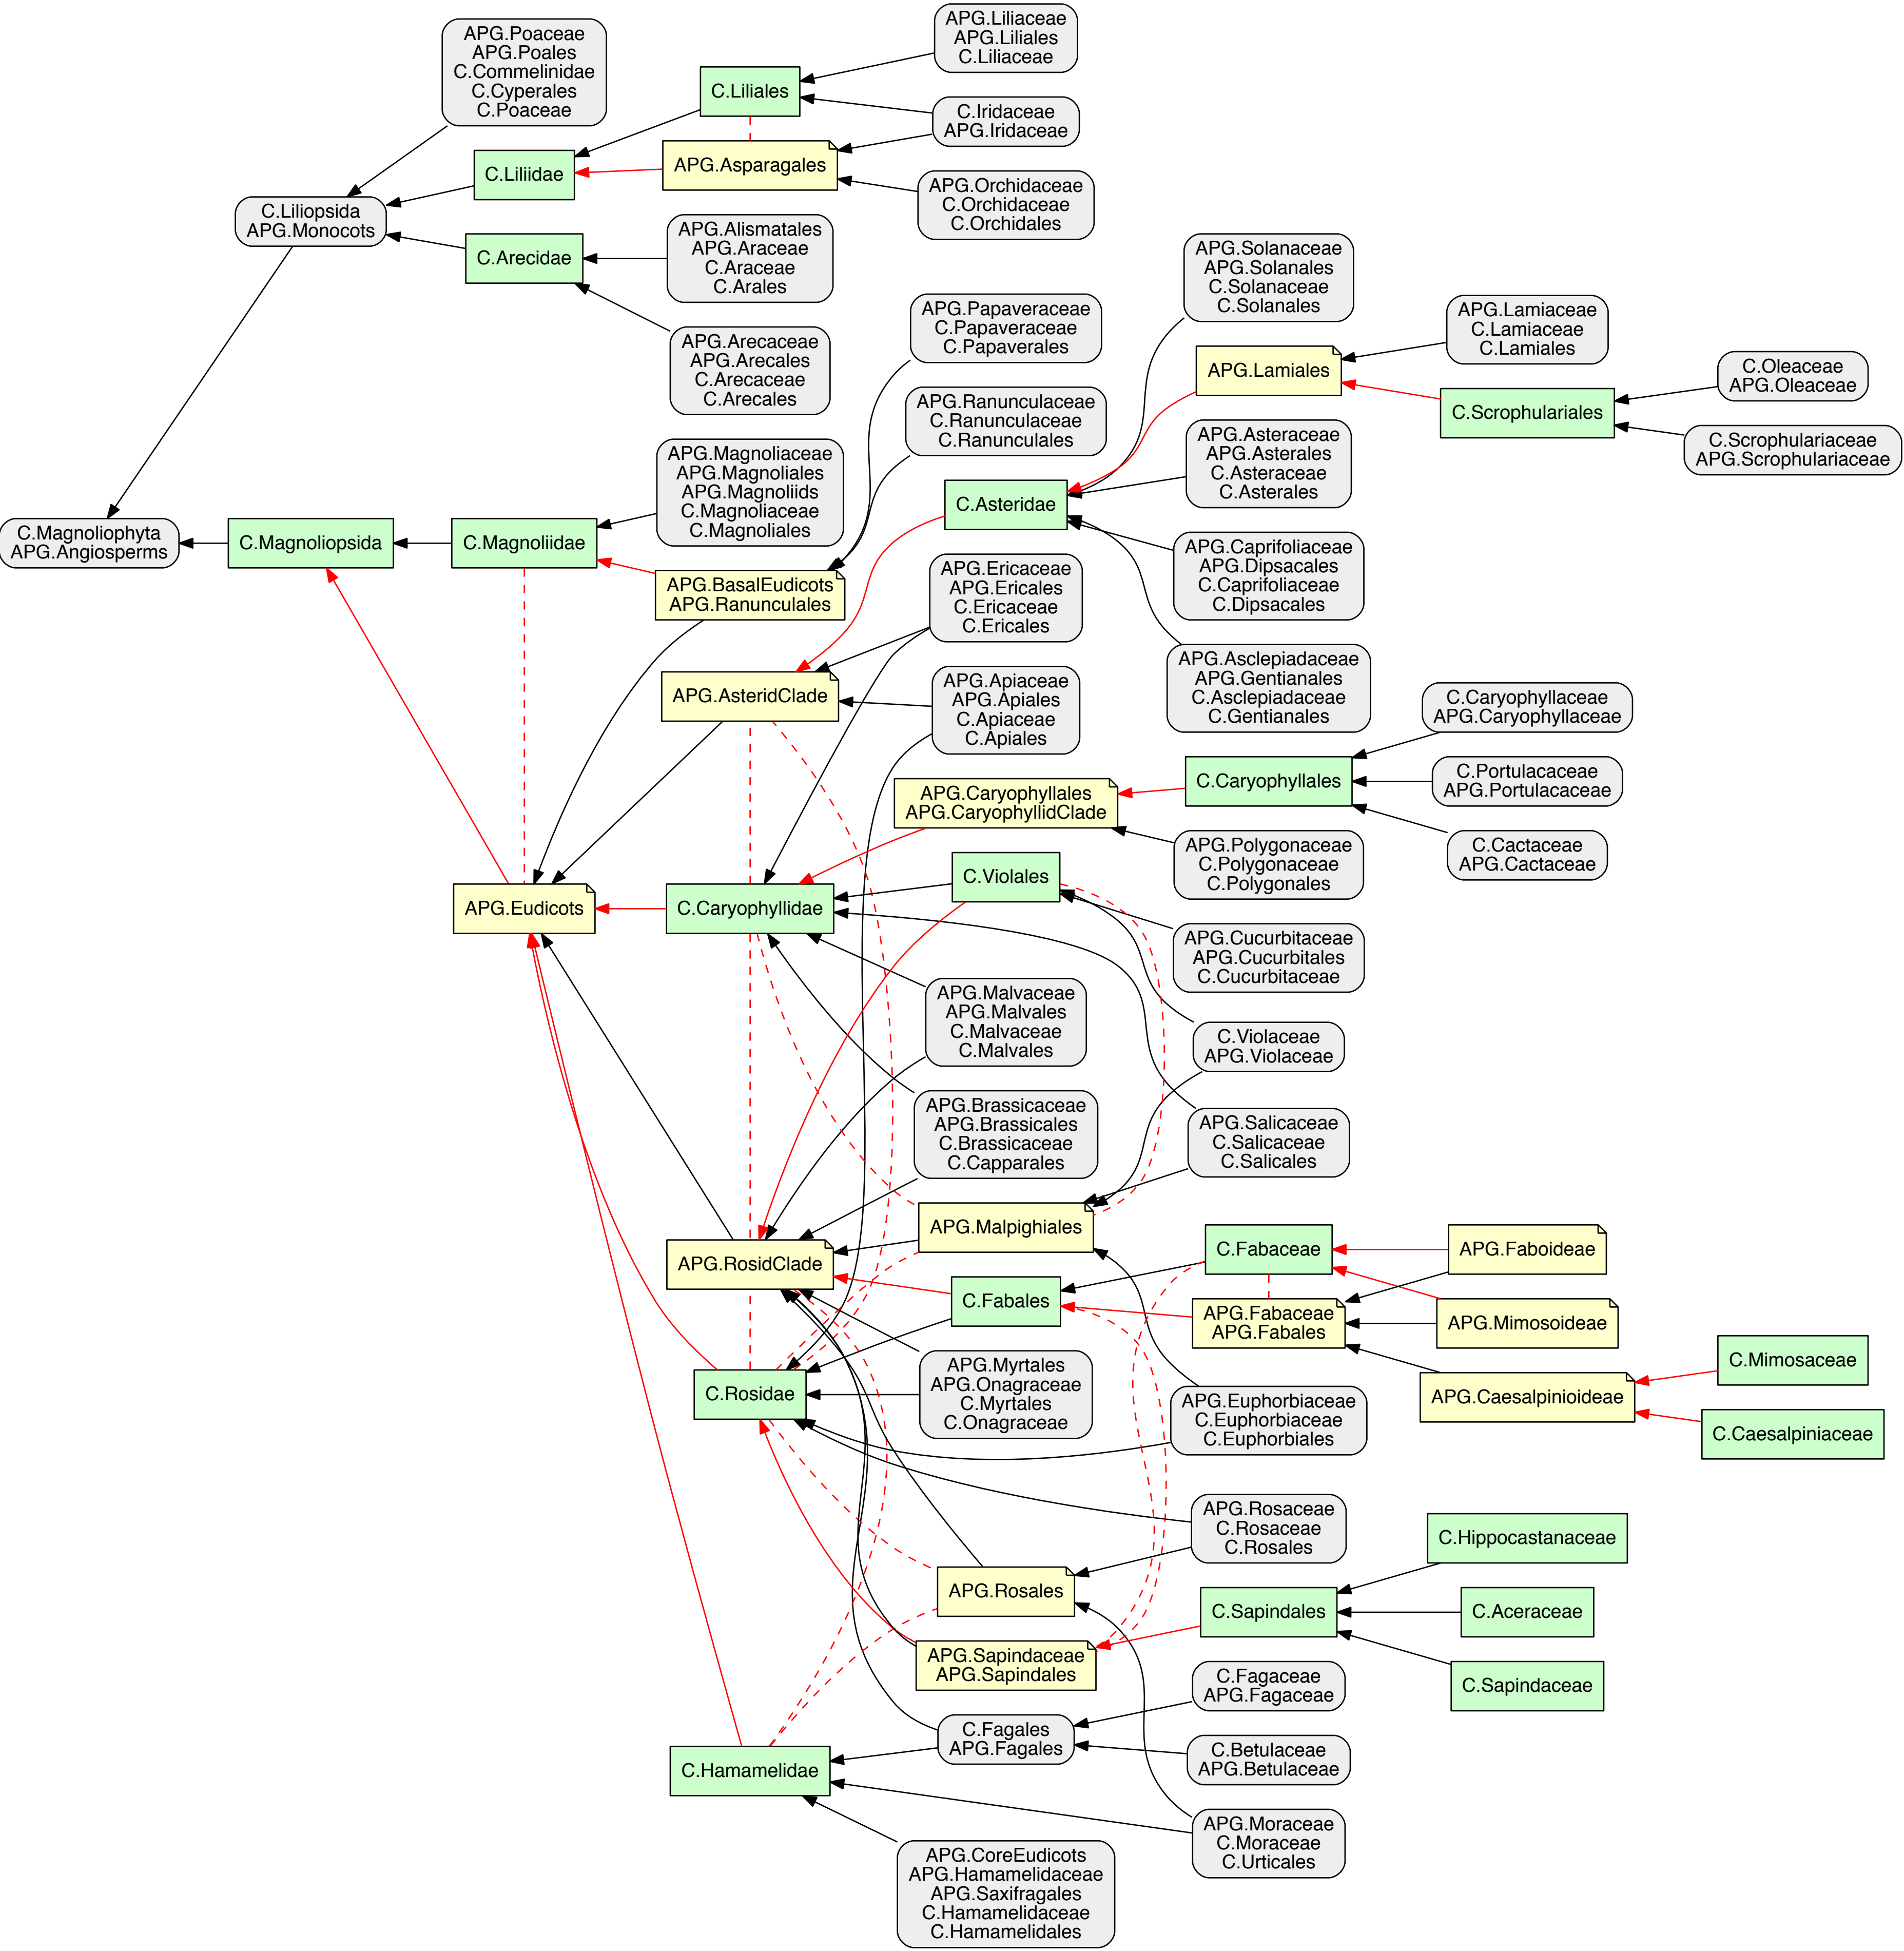 APG.Poaceae
APG.Poales
C.Commelinidae
C.Cyperales
C.Poaceae
C.Liliales
APG.Liliaceae
APG.Liliales
C.Liliaceae
C.Iridaceae
APG.Iridaceae
C.Liliidae
APG.Asparagales
APG.Orchidaceae
C.Orchidaceae
C.Orchidales
C.Liliopsida
APG.Monocots
C.Arecidae
APG.Alismatales
APG.Araceae
C.Araceae
C.Arales
APG.Arecaceae
APG.Arecales
C.Arecaceae
C.Arecales
APG.Papaveraceae
C.Papaveraceae
C.Papaverales
APG.Ranunculaceae
C.Ranunculaceae
C.Ranunculales
APG.Solanaceae
APG.Solanales
C.Solanaceae
C.Solanales
APG.Lamiales
APG.Lamiaceae
C.Lamiaceae
C.Lamiales
C.Scrophulariales
C.Oleaceae
APG.Oleaceae
C.Scrophulariaceae
APG.Scrophulariaceae
APG.Asteraceae
APG.Asterales
C.Asteraceae
C.Asterales
C.Asteridae
C.Magnoliophyta
APG.Angiosperms
C.Magnoliopsida
C.Magnoliidae
APG.Magnoliaceae
APG.Magnoliales
APG.Magnoliids
C.Magnoliaceae
C.Magnoliales
APG.BasalEudicots
APG.Ranunculales
APG.Ericaceae
APG.Ericales
C.Ericaceae
C.Ericales
APG.Caprifoliaceae
APG.Dipsacales
C.Caprifoliaceae
C.Dipsacales
APG.AsteridClade
APG.Apiaceae
APG.Apiales
C.Apiaceae
C.Apiales
APG.Asclepiadaceae
APG.Gentianales
C.Asclepiadaceae
C.Gentianales
C.Caryophyllaceae
APG.Caryophyllaceae
C.Caryophyllales
C.Portulacaceae
APG.Portulacaceae
APG.Caryophyllales
APG.CaryophyllidClade
C.Cactaceae
APG.Cactaceae
APG.Polygonaceae
C.Polygonaceae
C.Polygonales
APG.Eudicots
C.Caryophyllidae
C.Violales
APG.Cucurbitaceae
APG.Cucurbitales
C.Cucurbitaceae
APG.Malvaceae
APG.Malvales
C.Malvaceae
C.Malvales
C.Violaceae
APG.Violaceae
APG.Brassicaceae
APG.Brassicales
C.Brassicaceae
C.Capparales
APG.Salicaceae
C.Salicaceae
C.Salicales
APG.Malpighiales
APG.RosidClade
C.Fabales
C.Fabaceae
APG.Faboideae
APG.Fabaceae
APG.Fabales
APG.Mimosoideae
C.Mimosaceae
APG.Caesalpinioideae
C.Caesalpiniaceae
C.Rosidae
APG.Myrtales
APG.Onagraceae
C.Myrtales
C.Onagraceae
APG.Euphorbiaceae
C.Euphorbiaceae
C.Euphorbiales
APG.Rosaceae
C.Rosaceae
C.Rosales
APG.Rosales
C.Hippocastanaceae
C.Sapindales
C.Aceraceae
APG.Sapindaceae
APG.Sapindales
C.Sapindaceae
C.Fagaceae
APG.Fagaceae
C.Fagales
APG.Fagales
C.Betulaceae
APG.Betulaceae
C.Hamamelidae
APG.Moraceae
C.Moraceae
C.Urticales
APG.CoreEudicots
APG.Hamamelidaceae
APG.Saxifragales
C.Hamamelidaceae
C.Hamamelidales